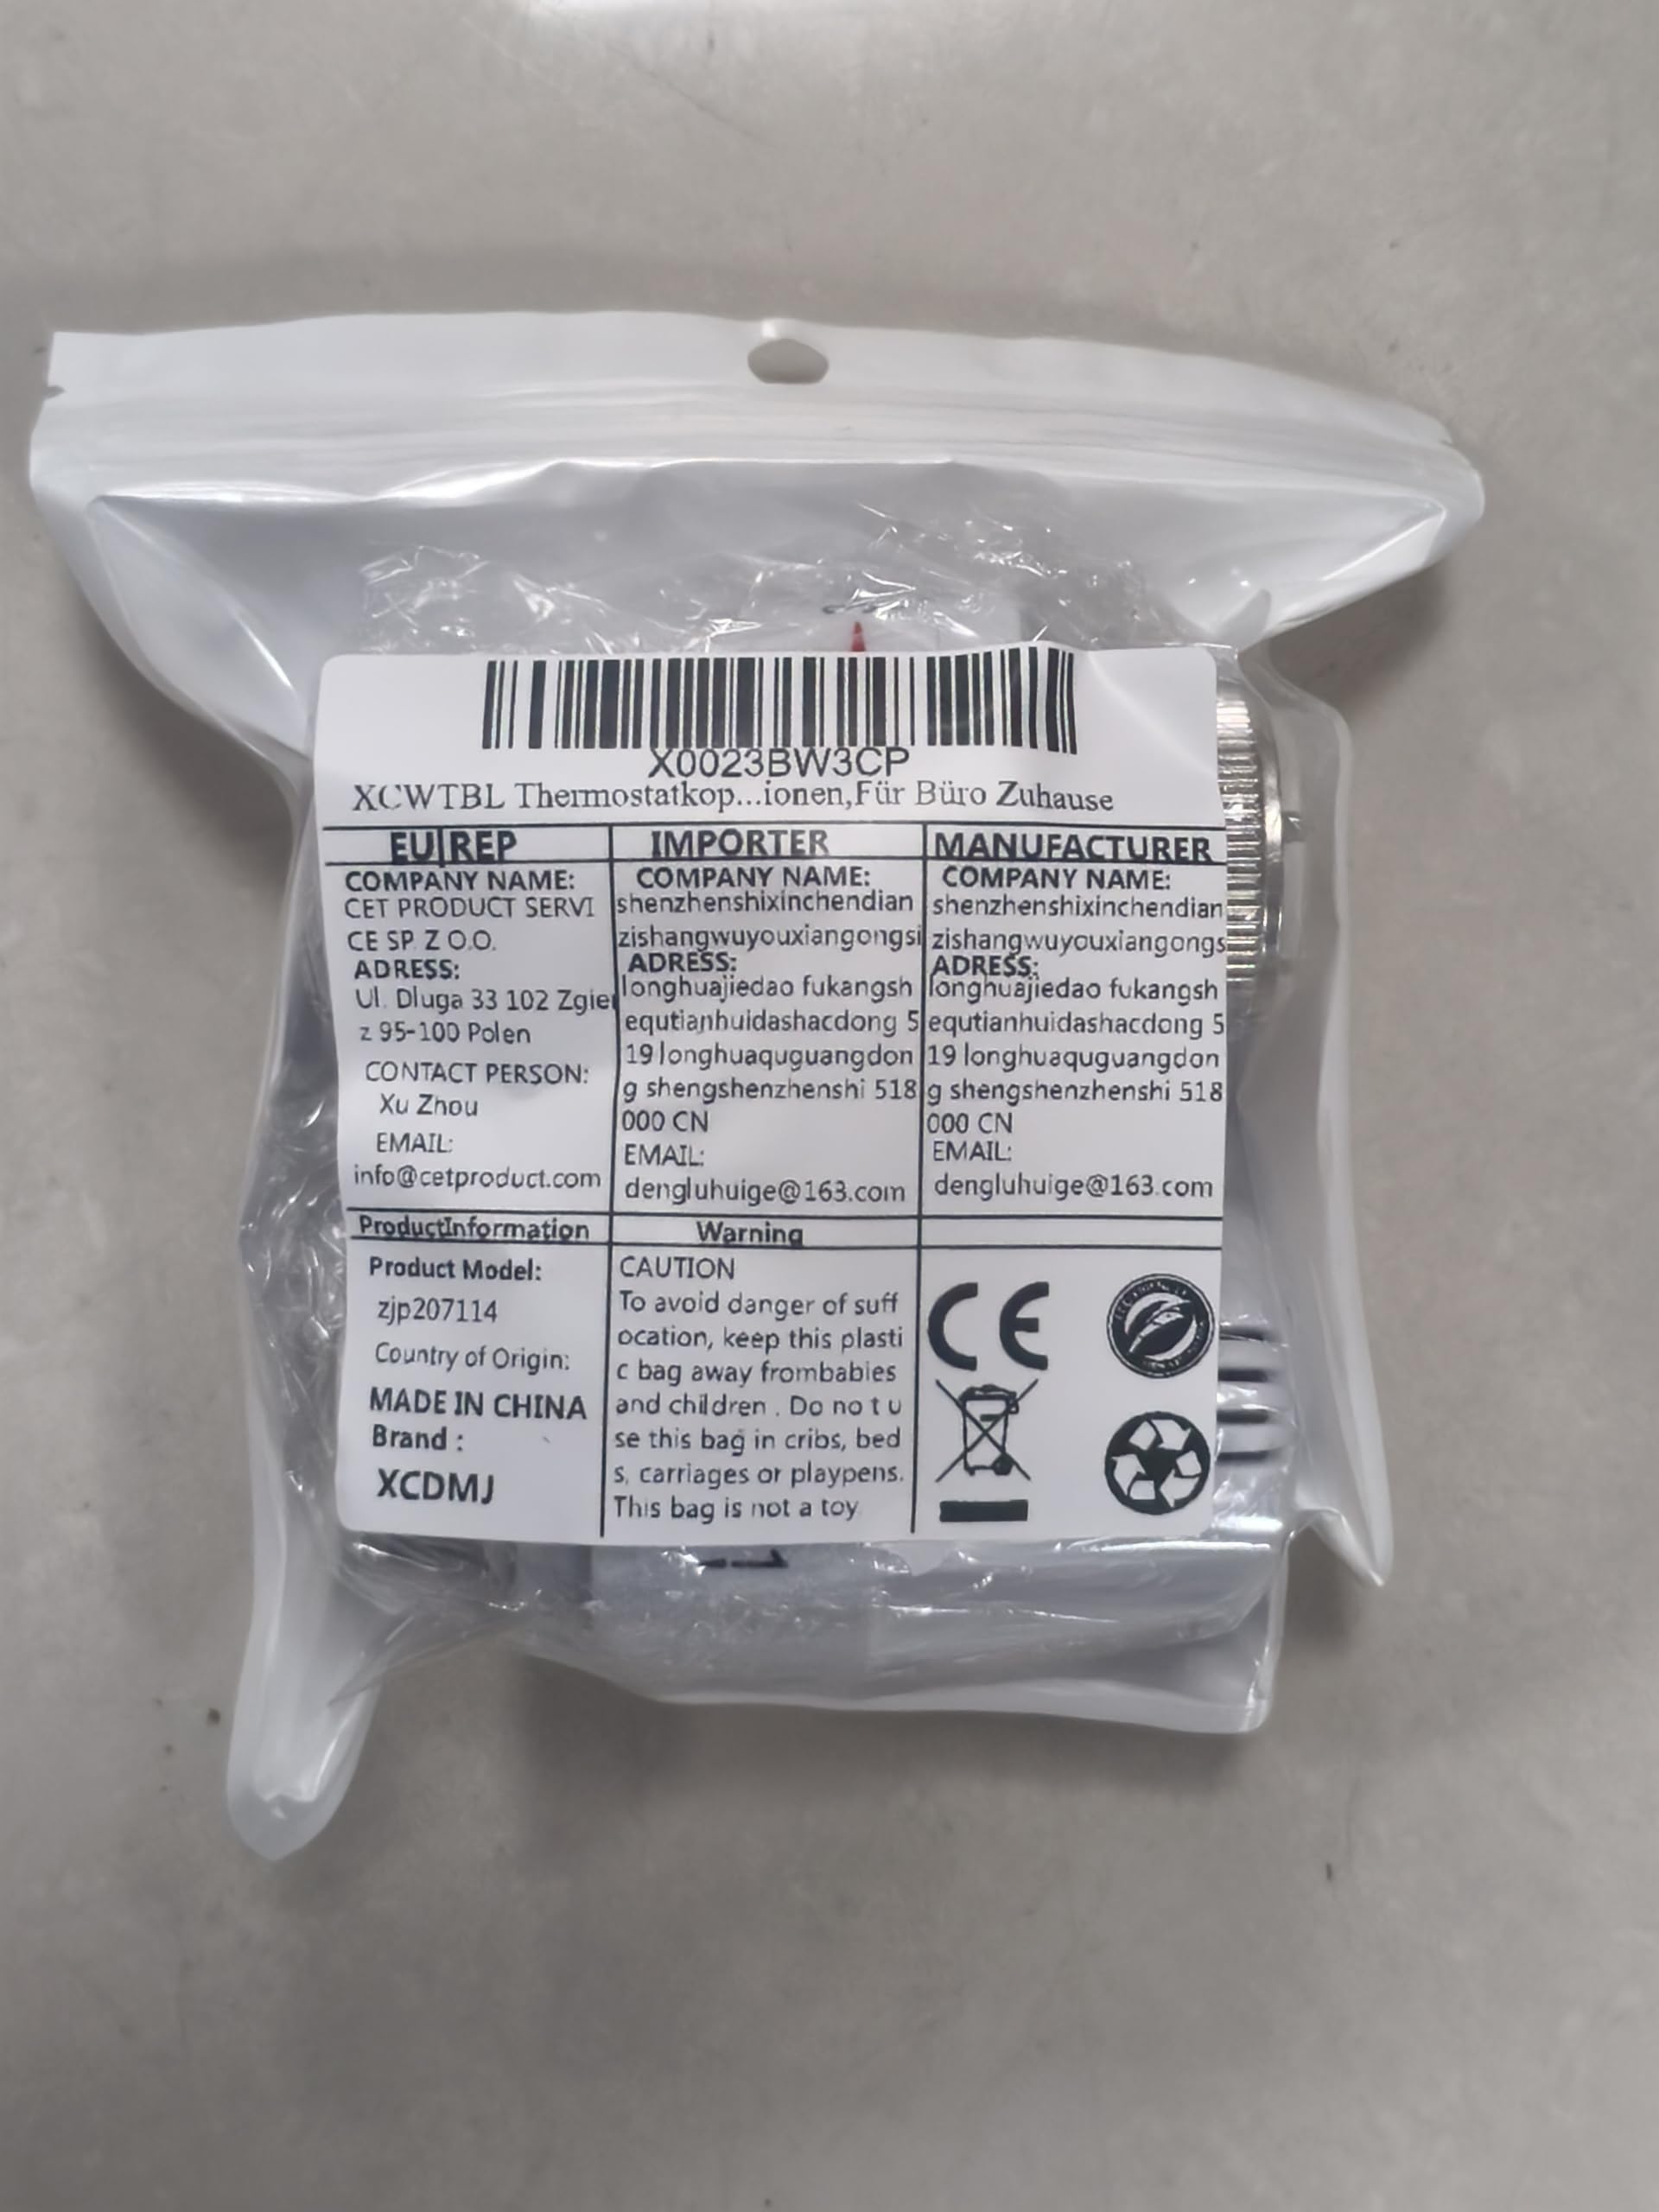 X0023BW3CP
XCWTBL Thermostatkop...ionen,Für Büro Zuhause
EU REP
COMPANY NAME:
CET PRODUCT SERVI
CE SP. Z O.O.
ADRESS:
Ul. Dluga 33 102 Zgier
z 95-100 Polen
CONTACT PERSON:
Xu Zhou
EMAIL:
info@cetproduct.com
IMPORTER
COMPANY NAME:
shenzhenshixinchendian
zishangwuyouxiangongsi
ADRESS:
longhuajiedao fukangsh
equtianhuidashacdong 5
19 longhuaquguangdon
g shengshenzhenshi 518
000 CN
EMAIL:
dengluhuige@163.com
MANUFACTURER
COMPANY NAME:
shenzhenshixinchendian
zishangwuyouxiangongs
ADRESS:
longhuajiedao fukangsh
equtianhuidashacdong 5
19 longhuaquguangdon
g shengshenzhenshi 518
000 CN
EMAIL:
dengluhuige@163.com
ProductInformation
Product Model:
zjp207114
Country of Origin:
MADE IN CHINA
Brand :
XCDMJ
Warning
CAUTION
To avoid danger of suff
ocation, keep this plasti
c bag away frombabies
and children . Do no t u
se this bag in cribs, bed
s, carriages or playpens.
This bag is not a toy.
CE